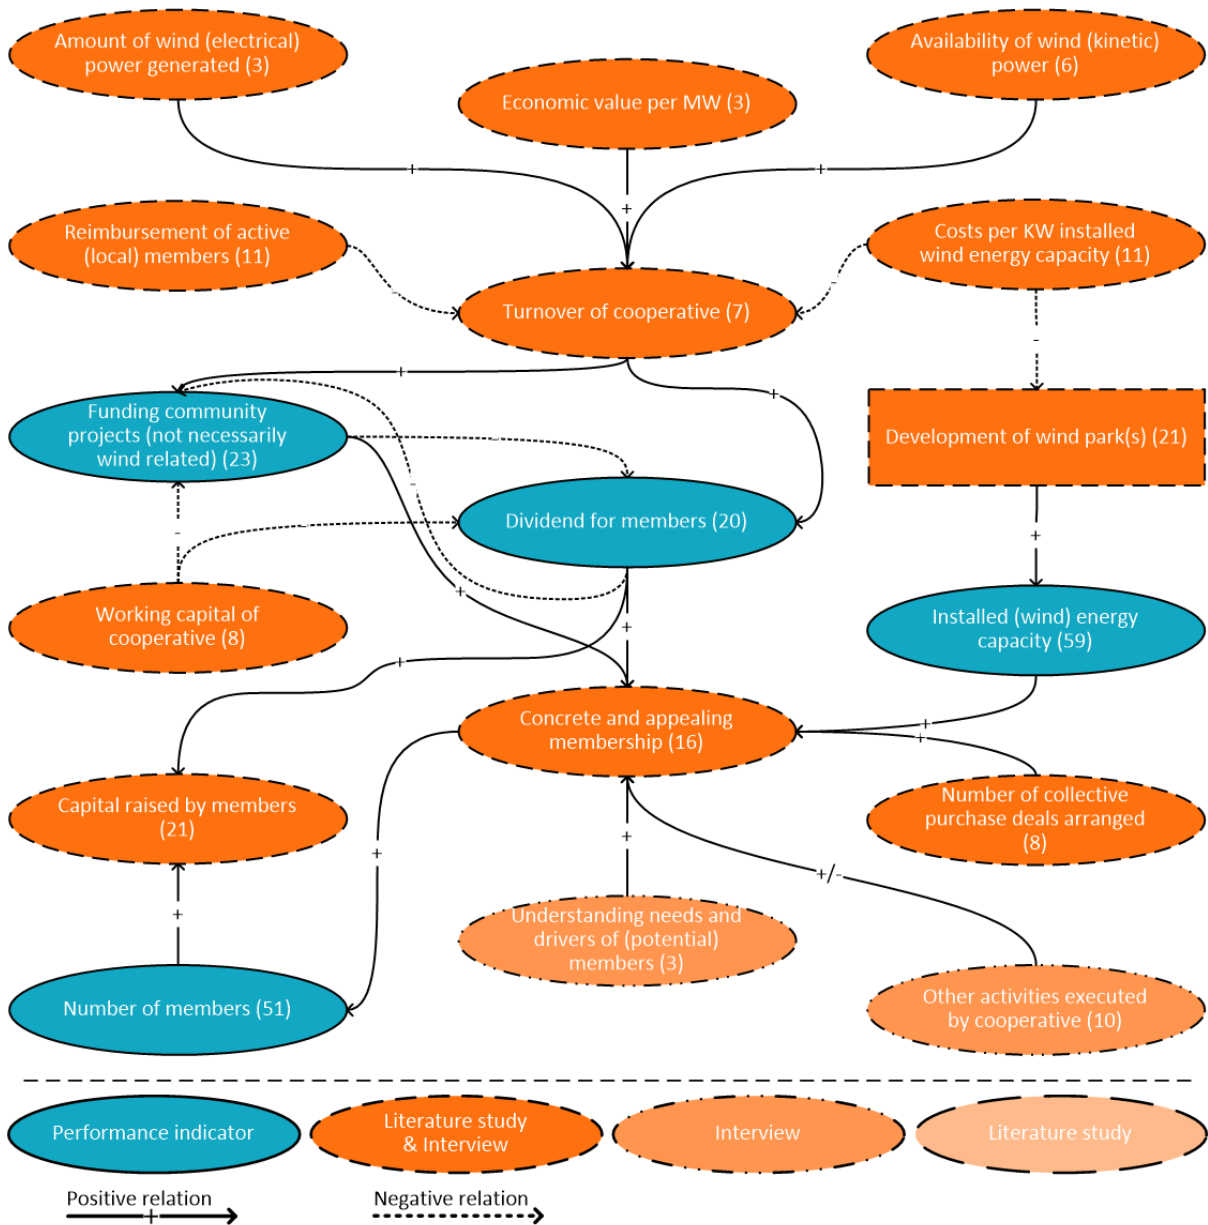 Amount of wind (electrical)
power generated (3)
Economic value per MW (3)
Availability of wind (kinetic)
power (6)
+
+
+
Reimbursement of active
(local) members (11)
Costs per KW installed
wind energy capacity (11)
-
-
Turnover of cooperative (7)
-
+
+
Funding community
projects (not necessarily
wind related) (23)
Development of wind park(s) (21)
-
-
Dividend for members (20)
-
-
+
+
Working capital of
cooperative (8)
+
+
Installed (wind) energy
capacity (59)
Concrete and appealing
membership (16)
+
+
Capital raised by members
(21)
Number of collective
purchase deals arranged
(8)
+
+
+/-
+
Understanding needs and
drivers of (potential)
members (3)
Number of members (51)
Other activities executed
by cooperative (10)
Performance indicator
Literature study
& Interview
Interview
Literature study
Positive relation
+
Negative relation